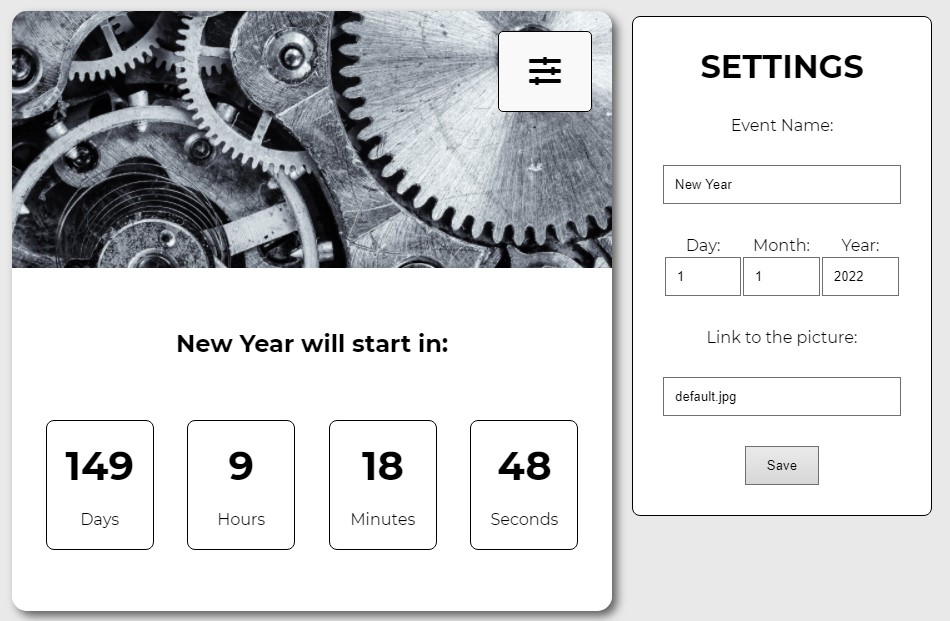 New Year will start in:
149 9 18 48
Days Hours Minutes Seconds
SETTINGS
Event Name:
New Year
Day: Month: Year:
1 1 2022
Link to the picture:
default.jpg
Save